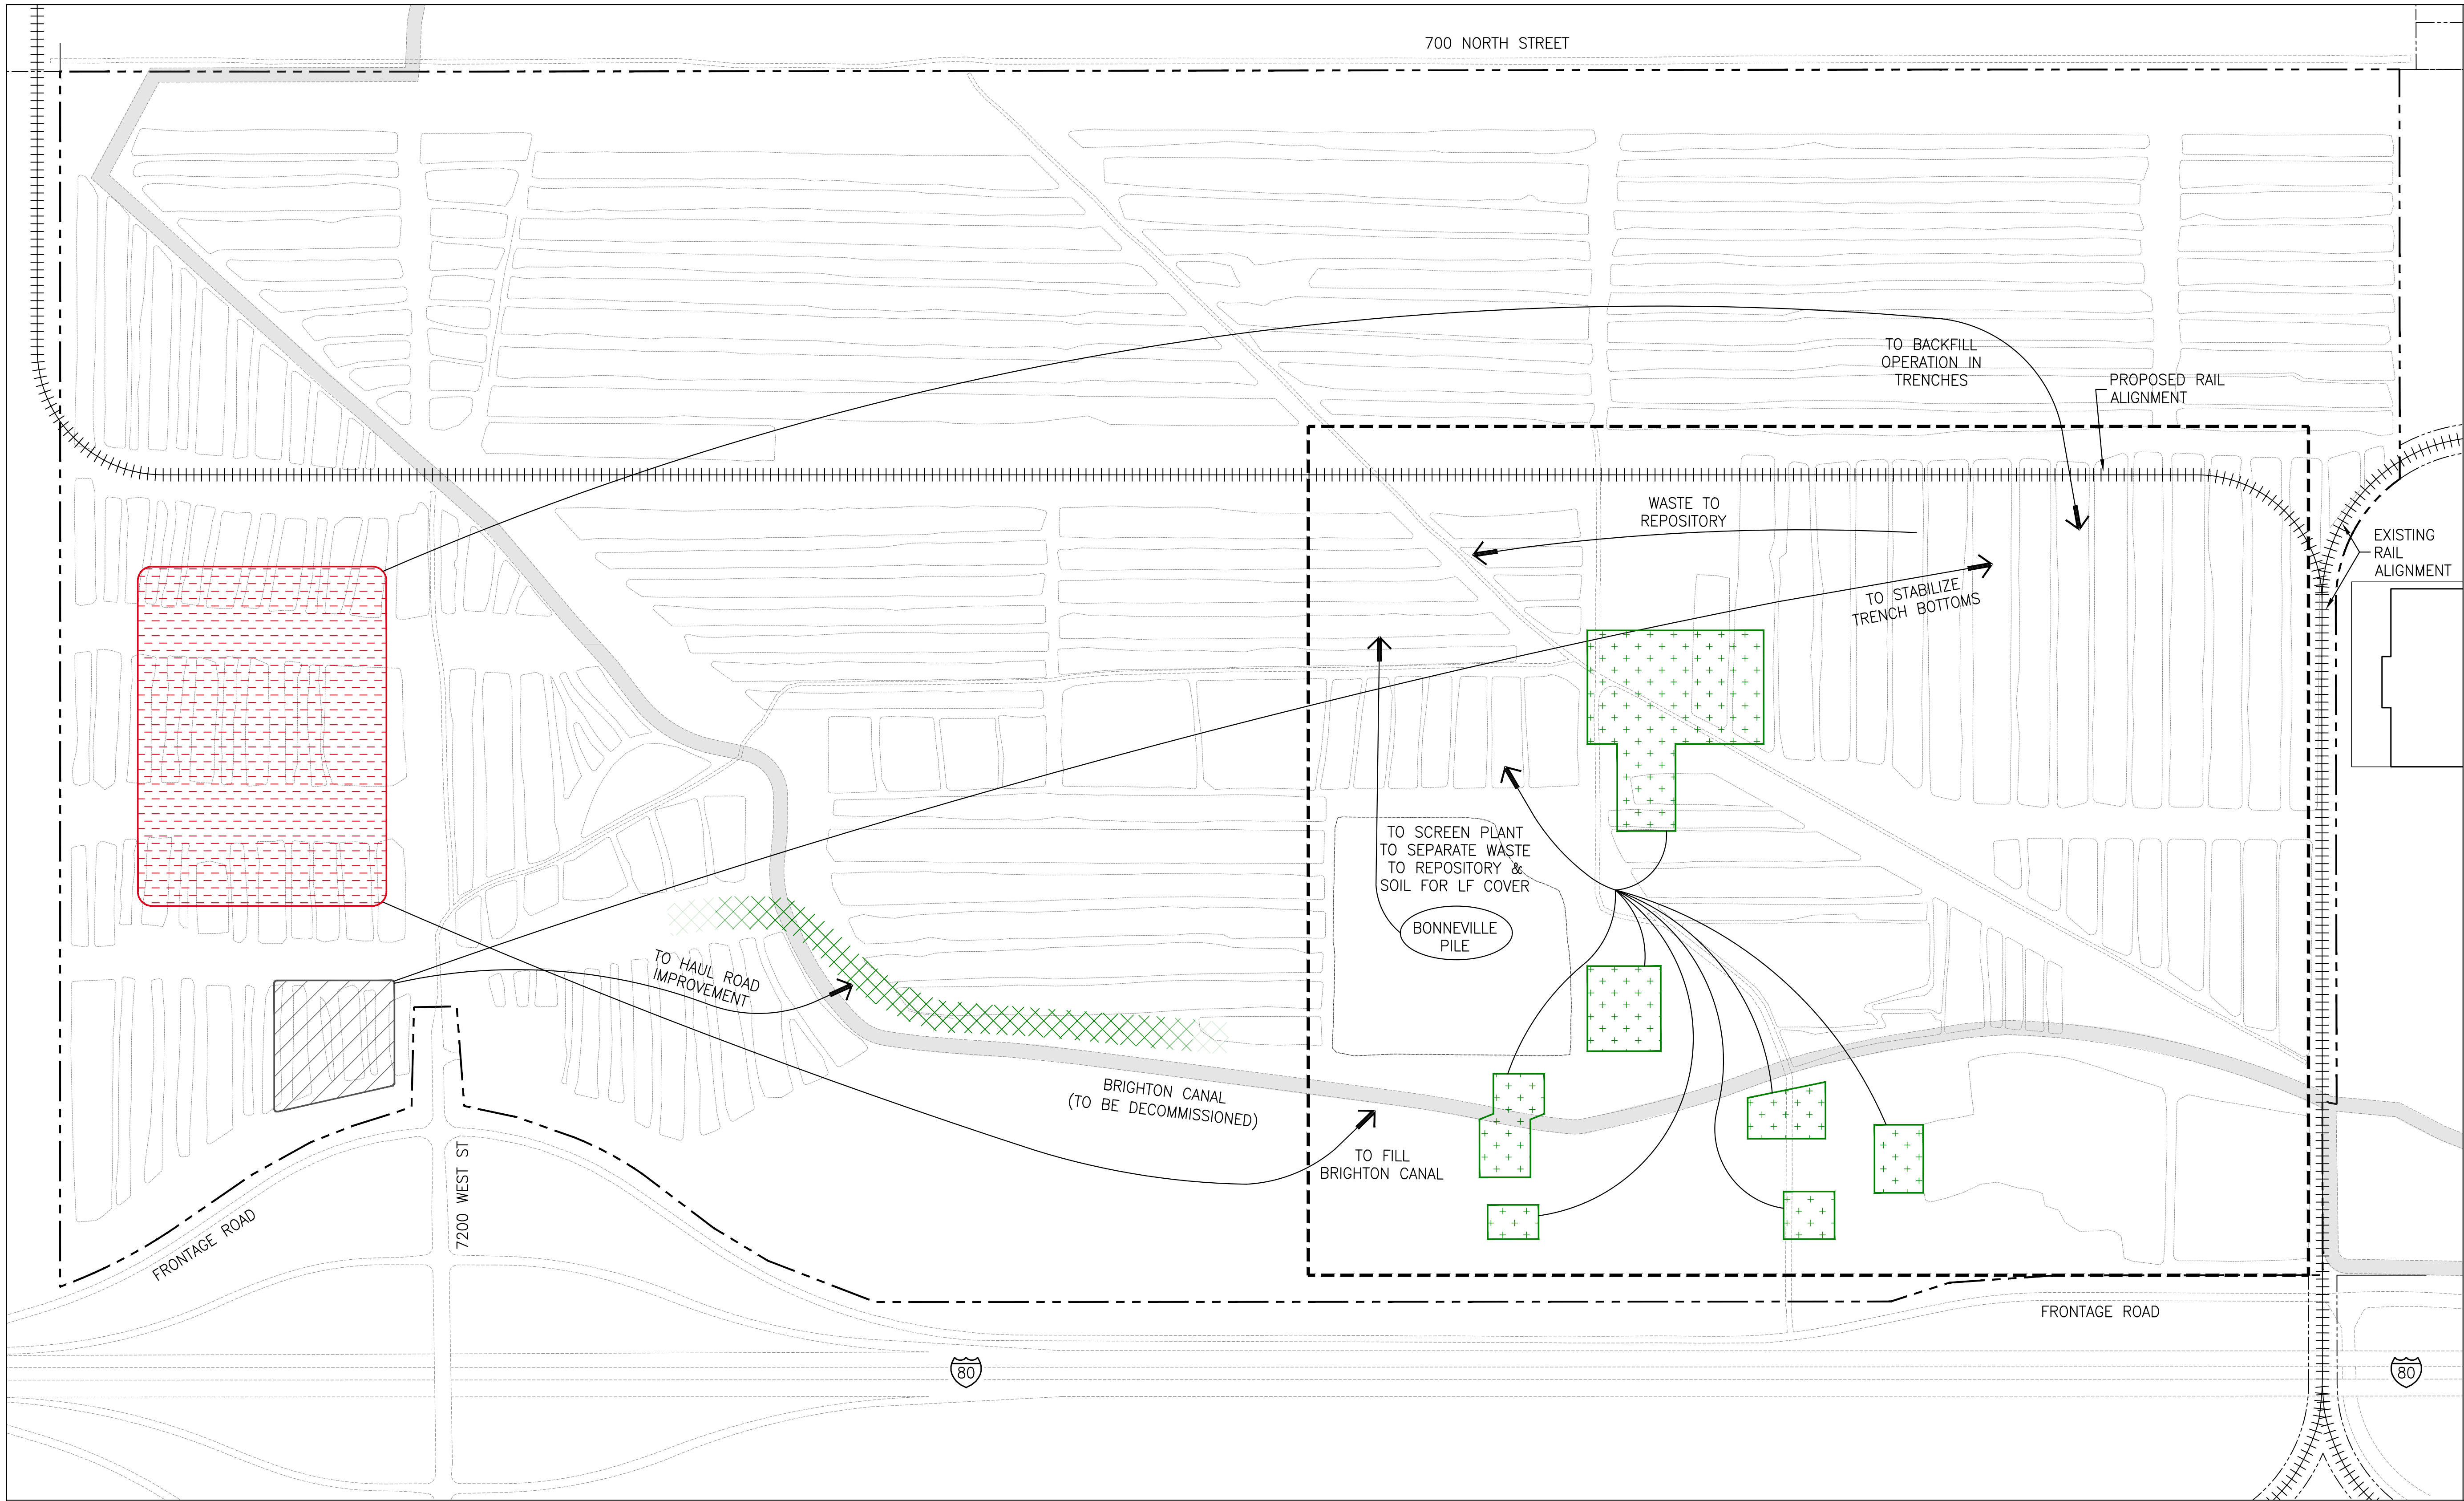 700 NORTH STREET
TO BACKFILL
OPERATION IN
TRENCHES
PROPOSED RAIL
ALIGNMENT
WASTE TO
REPOSITORY
EXISTING
RAIL
ALIGNMENT
TO STABILIZE
TRENCH BOTTOMS
TO SCREEN PLANT
TO SEPARATE WASTE
TO REPOSITORY &
SOIL FOR LF COVER
BONNEVILLE
PILE
TO HAUL ROAD
IMPROVEMENT
BRIGHTON CANAL
(TO BE DECOMMISSIONED)
TO FILL
BRIGHTON CANAL
7200 WEST ST
FRONTAGE ROAD
FRONTAGE ROAD
80
80